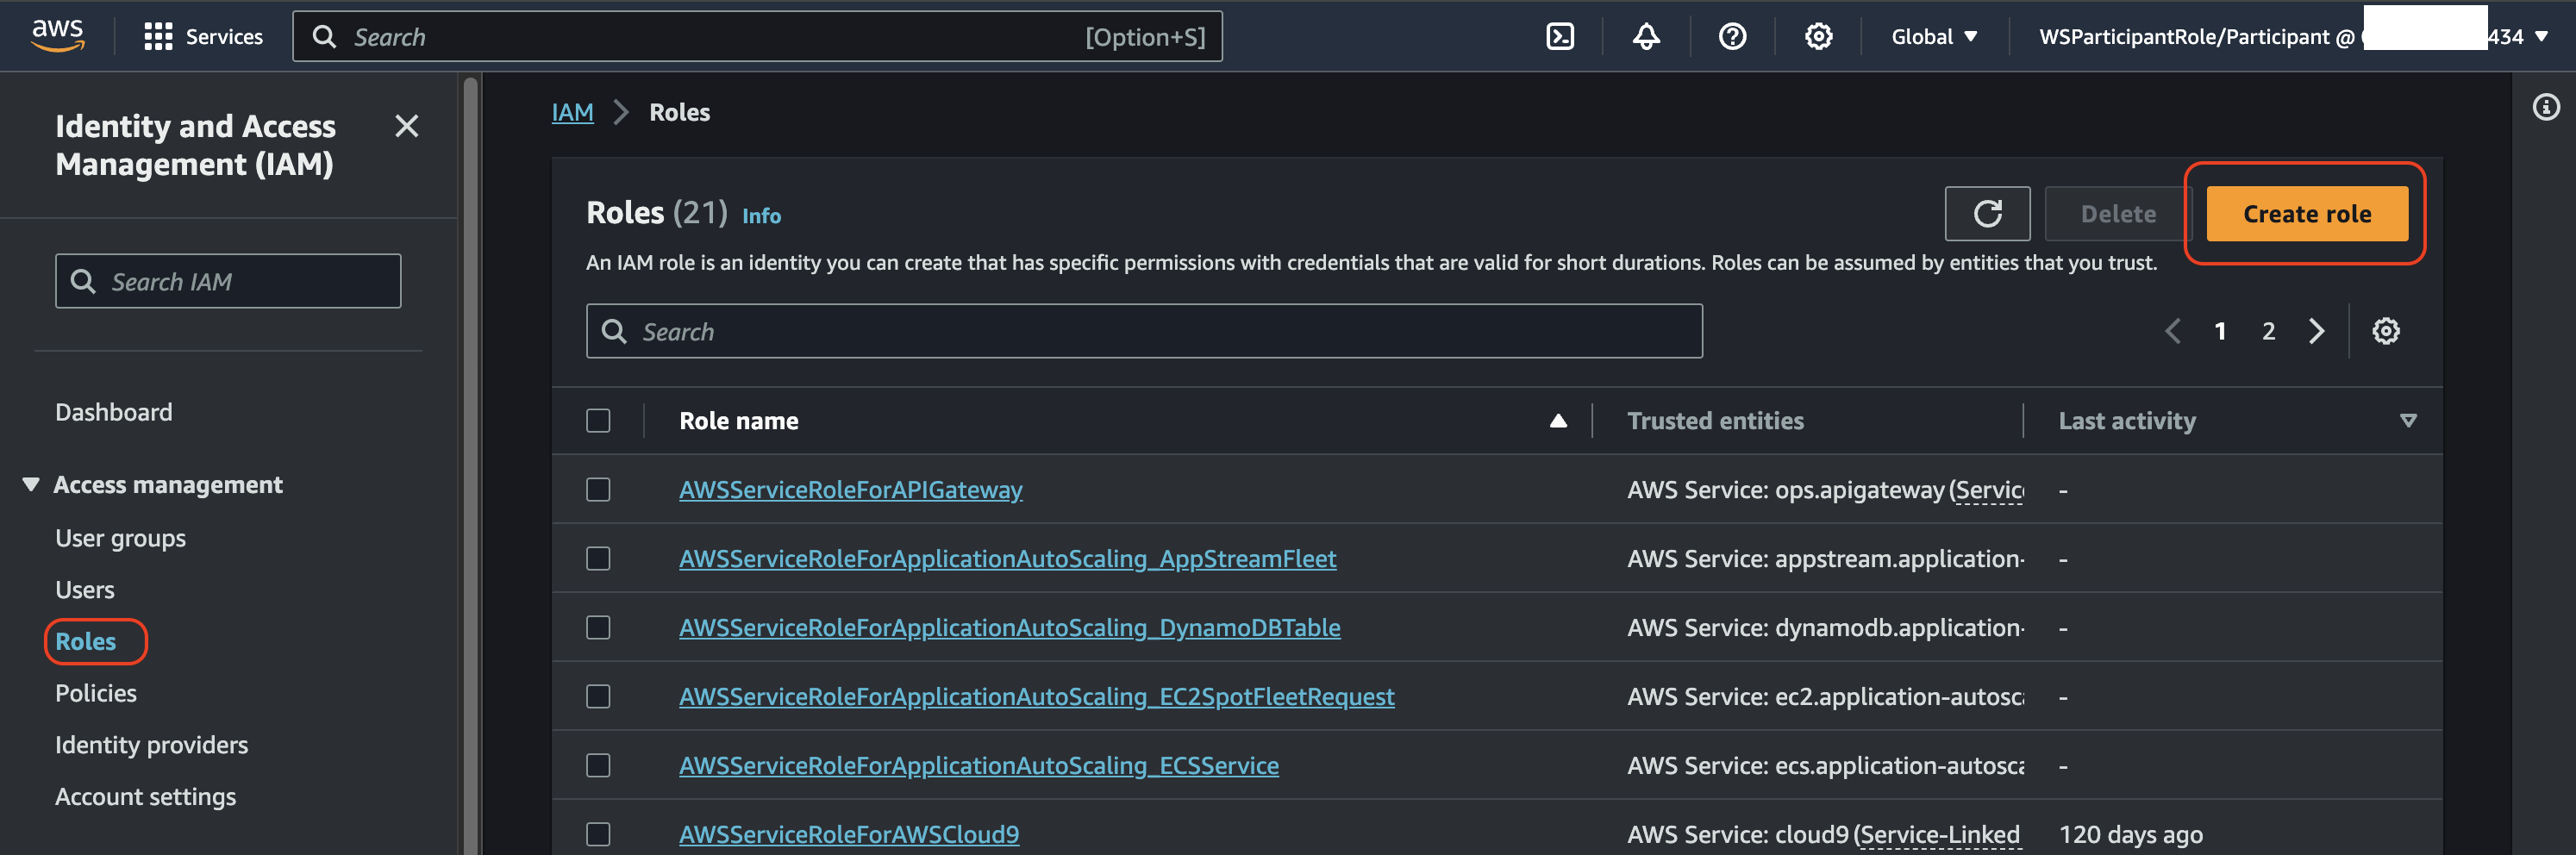 aws
Services
Search
[Option+S]
Global
WSParticipantRole/Participant @
434
Identity and Access
Management (IAM)
Search IAM
Dashboard
Access management
User groups
Users
Roles
Policies
Identity providers
Account settings
IAM
Roles
Roles (21) Info
Delete
Create role
An IAM role is an identity you can create that has specific permissions with credentials that are valid for short durations. Roles can be assumed by entities that you trust.
Search
1 2
Role name Trusted entities Last activity
AWSServiceRoleForAPIGateway AWS Service: ops.apigateway (Servic -
AWSServiceRoleForApplicationAutoScaling_AppStreamFleet AWS Service: appstream.application- -
AWSServiceRoleForApplicationAutoScaling_DynamoDBTable AWS Service: dynamodb.application- -
AWSServiceRoleForApplicationAutoScaling_EC2SpotFleetRequest AWS Service: ec2.application-autosca -
AWSServiceRoleForApplicationAutoScaling_ECSService AWS Service: ecs.application-autosca -
AWSServiceRoleForAWSCloud9 AWS Service: cloud9 (Service-Linked 120 days ago